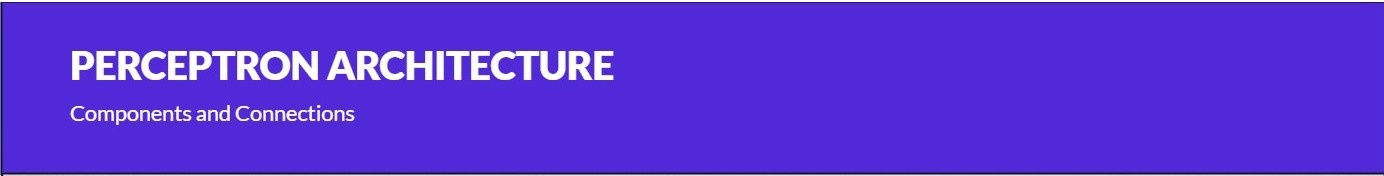 PERCEPTRON ARCHITECTURE
Components and Connections